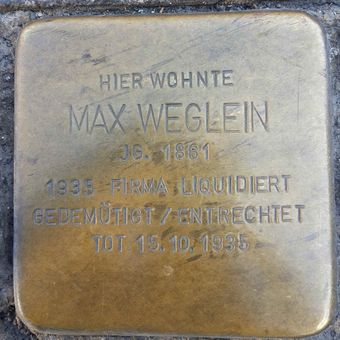 HIER WOHNTE
MAX WEGLEIN
JG. 1861
1935 FIRMA LIQUIDIERT
GEDEMÜTIGT / ENTRECHTET
TOT 15.10.1935